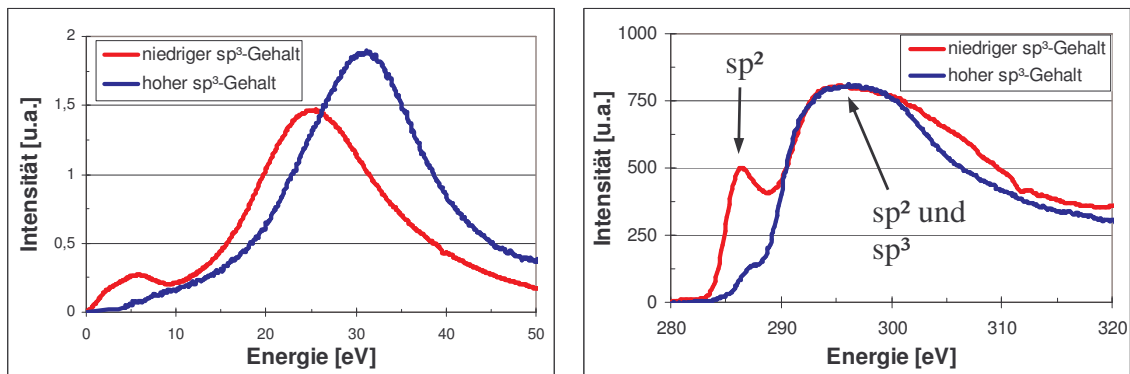 Intensität [u.a.]
2
1,5
1
0,5
0
niedriger sp³-Gehalt
hoher sp³-Gehalt
0 10 20 30 40 50
Energie [eV]
Intensität [u.a.]
1000
750
500
250
0
niedriger sp³-Gehalt
hoher sp³-Gehalt
sp²
sp² und
sp³
280 290 300 310 320
Energie [eV]